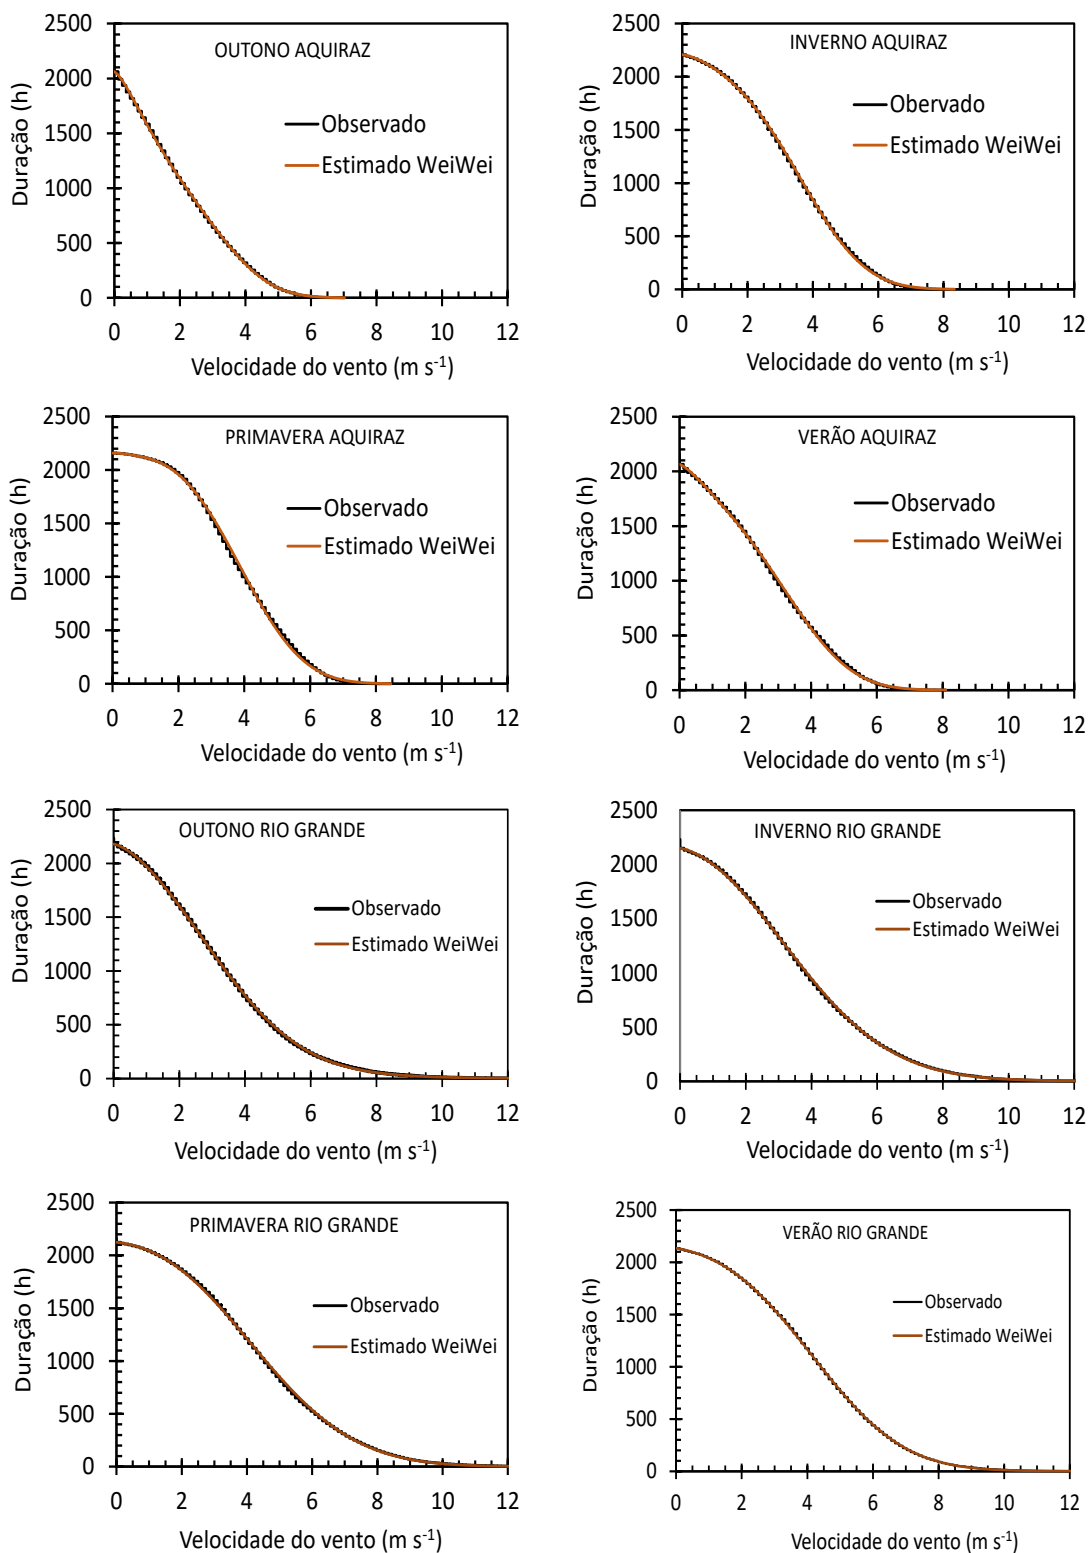 OUTONO AQUIRAZ
Duração (h)
2500
2000
1500
1000
500
0
Observado
Estimado WeiWei
0 2 4 6 8 10 12
Velocidade do vento (m s-1)
INVERNO AQUIRAZ
Duração (h)
2500
2000
1500
1000
500
0
Obervado
Estimado WeiWei
0 2 4 6 8 10 12
Velocidade do vento (m s-1)
PRIMAVERA AQUIRAZ
Duração (h)
2500
2000
1500
1000
500
0
Observado
Estimado WeiWei
0 2 4 6 8 10 12
Velocidade do vento (m s-1)
VERÃO AQUIRAZ
Duração (h)
2500
2000
1500
1000
500
0
Observado
Estimado WeiWei
0 2 4 6 8 10 12
Velocidade do vento (m s-1)
OUTONO RIO GRANDE
Duração (h)
2500
2000
1500
1000
500
0
Observado
Estimado WeiWei
0 2 4 6 8 10 12
Velocidade do vento (m s-1)
INVERNO RIO GRANDE
Duração (h)
2500
2000
1500
1000
500
0
Observado
Estimado WeiWei
0 2 4 6 8 10 12
Velocidade do vento (m s-1)
PRIMAVERA RIO GRANDE
Duração (h)
2500
2000
1500
1000
500
0
Observado
Estimado WeiWei
0 2 4 6 8 10 12
Velocidade do vento (m s-1)
VERÃO RIO GRANDE
Duração (h)
2500
2000
1500
1000
500
0
Observado
Estimado WeiWei
0 2 4 6 8 10 12
Velocidade do vento (m s-1)